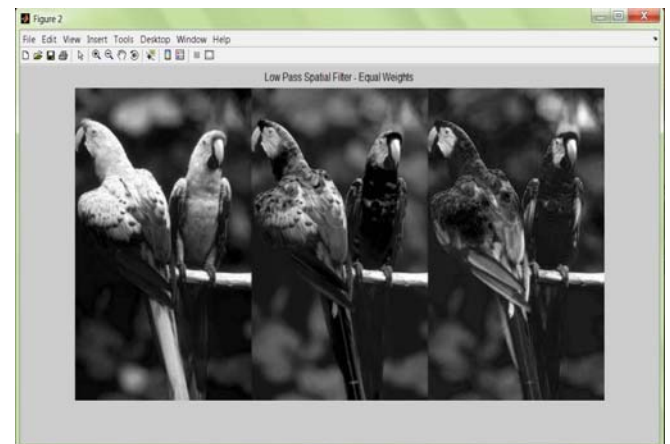 Figure 2
File Edit View Insert Tools Desktop Window Help
Low Pass Spatial Filter - Equal Weights